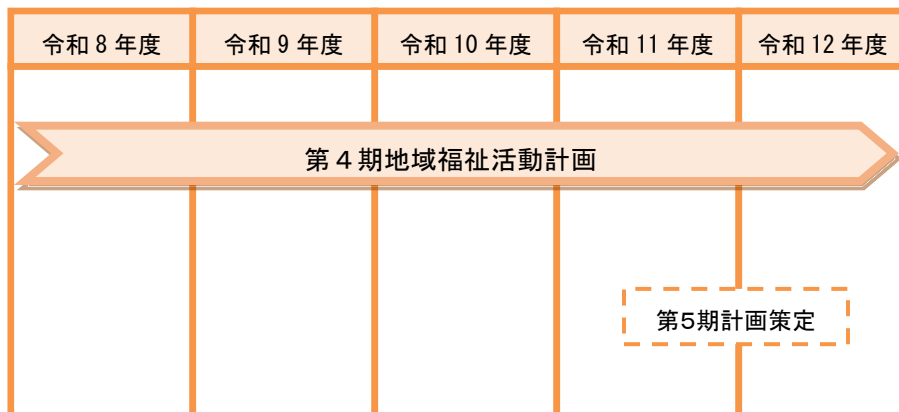 令和８年度 令和９年度 令和 10 年度 令和 11 年度 令和 12 年度
第４期地域福祉活動計画
第5期計画策定